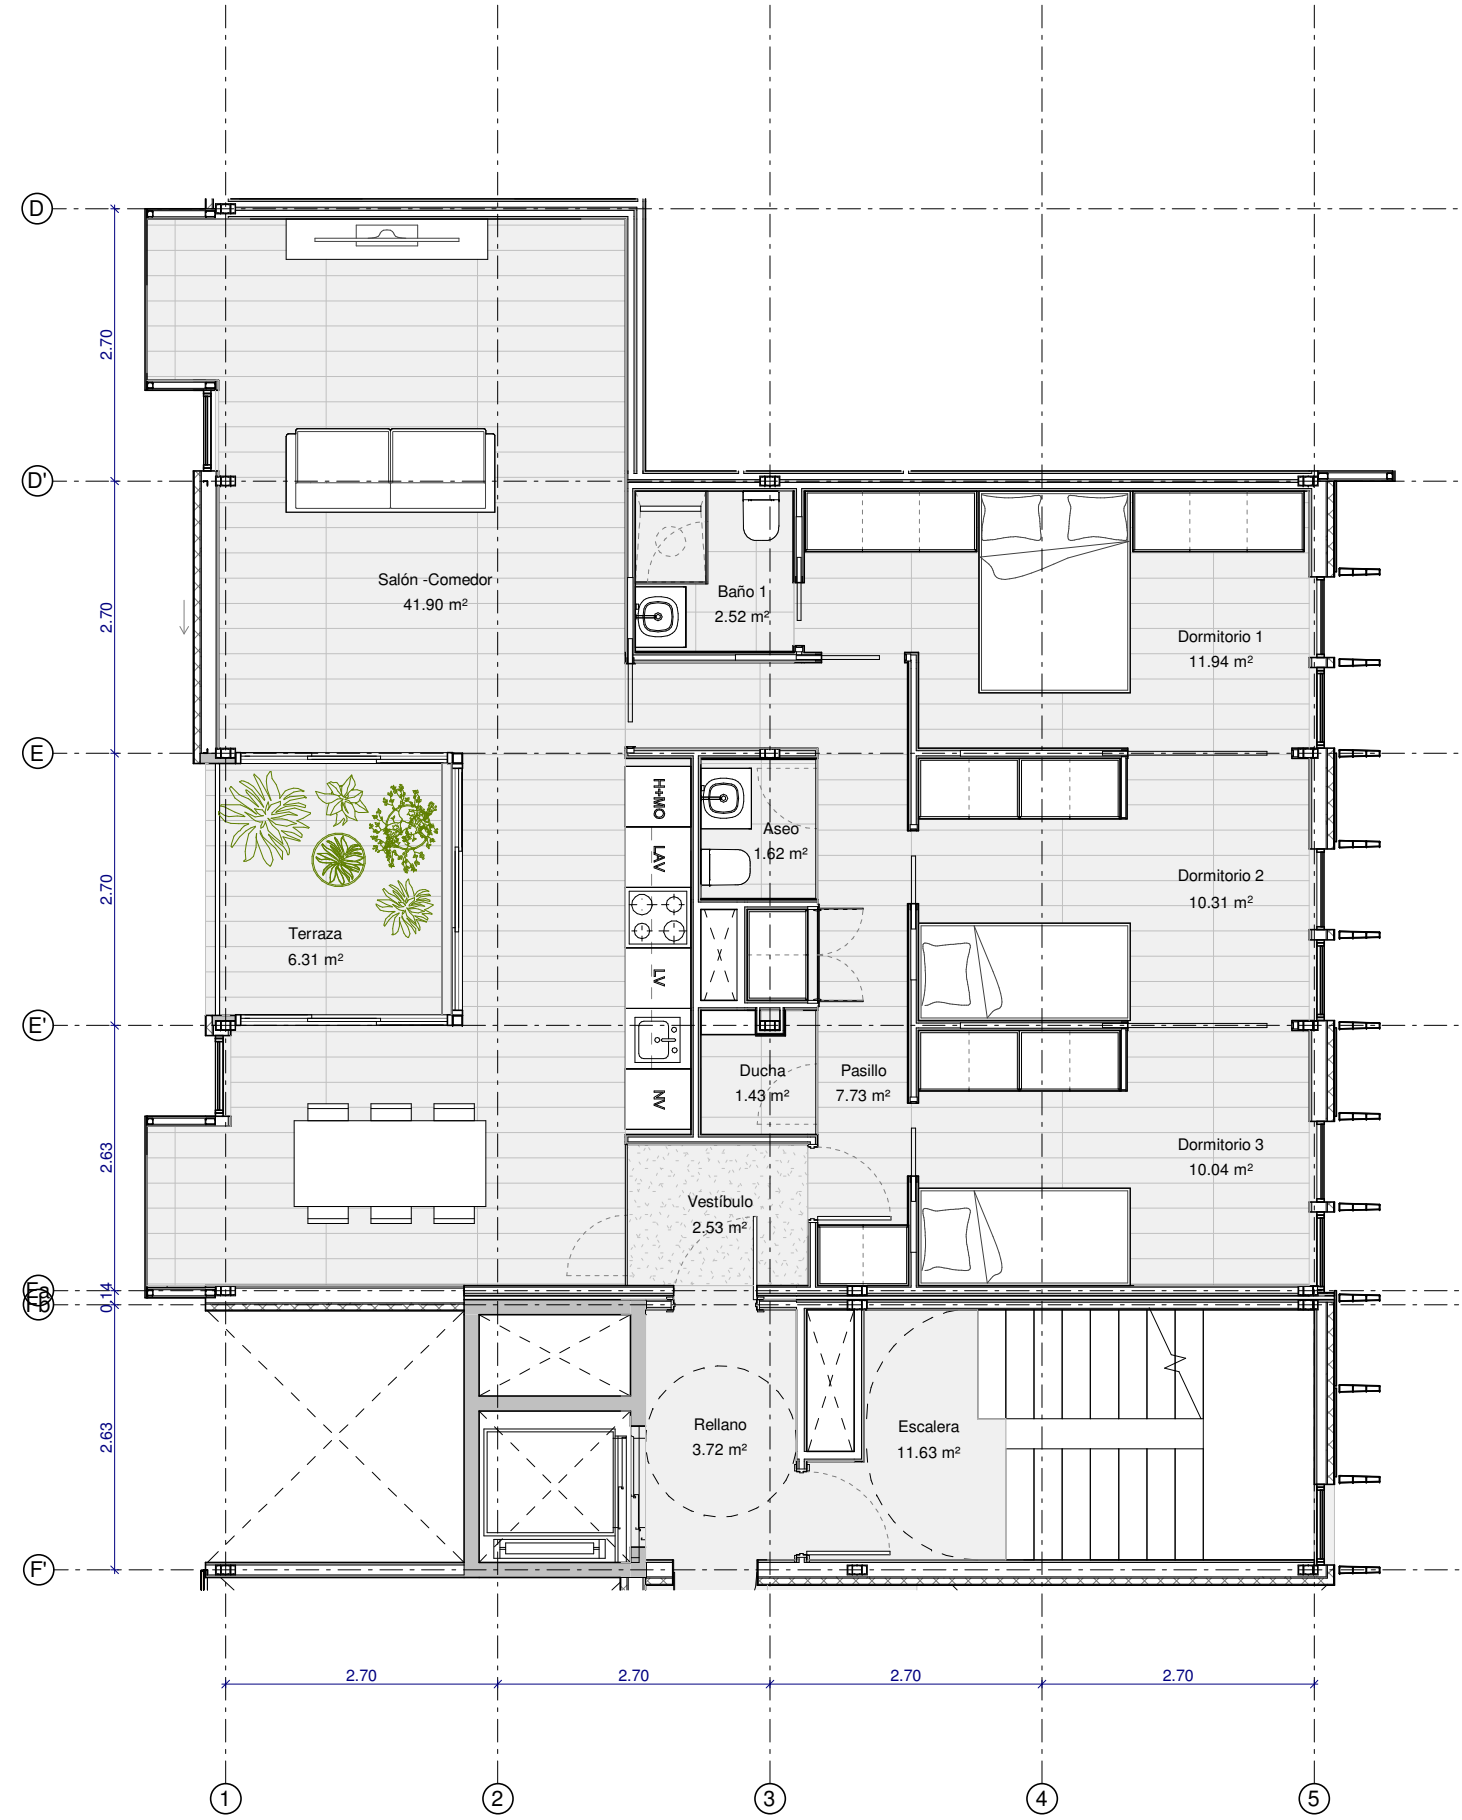 D
2.70
D'
Salón -Comedor
41.90 m²
Baño 1
2.52 m²
Dormitorio 1
11.94 m²
2.70
E
H+MO
LAV
LV
NV
Aseo
1.62 m²
Dormitorio 2
10.31 m²
2.70
Terraza
6.31 m²
E'
Ducha
1.43 m²
Pasillo
7.73 m²
Dormitorio 3
10.04 m²
2.63
Vestíbulo
2.53 m²
0,14
Rellano
3.72 m²
Escalera
11.63 m²
2.63
F'
2.70
2.70
2.70
2.70
1
2
3
4
5